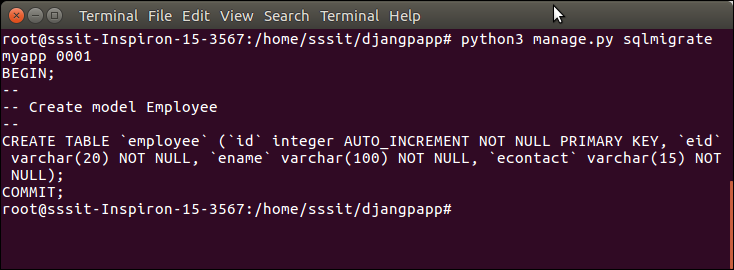 Terminal File Edit View Search Terminal Help
root@sssit-Inspiron-15-3567:/home/sssit/djangpapp# python3 manage.py sqlmigrate
myapp 0001
BEGIN;
--
-- Create model Employee
--
CREATE TABLE `employee` (`id` integer AUTO_INCREMENT NOT NULL PRIMARY KEY, `eid`
 varchar(20) NOT NULL, `ename` varchar(100) NOT NULL, `econtact` varchar(15) NOT
 NULL);
COMMIT;
root@sssit-Inspiron-15-3567:/home/sssit/djangpapp#